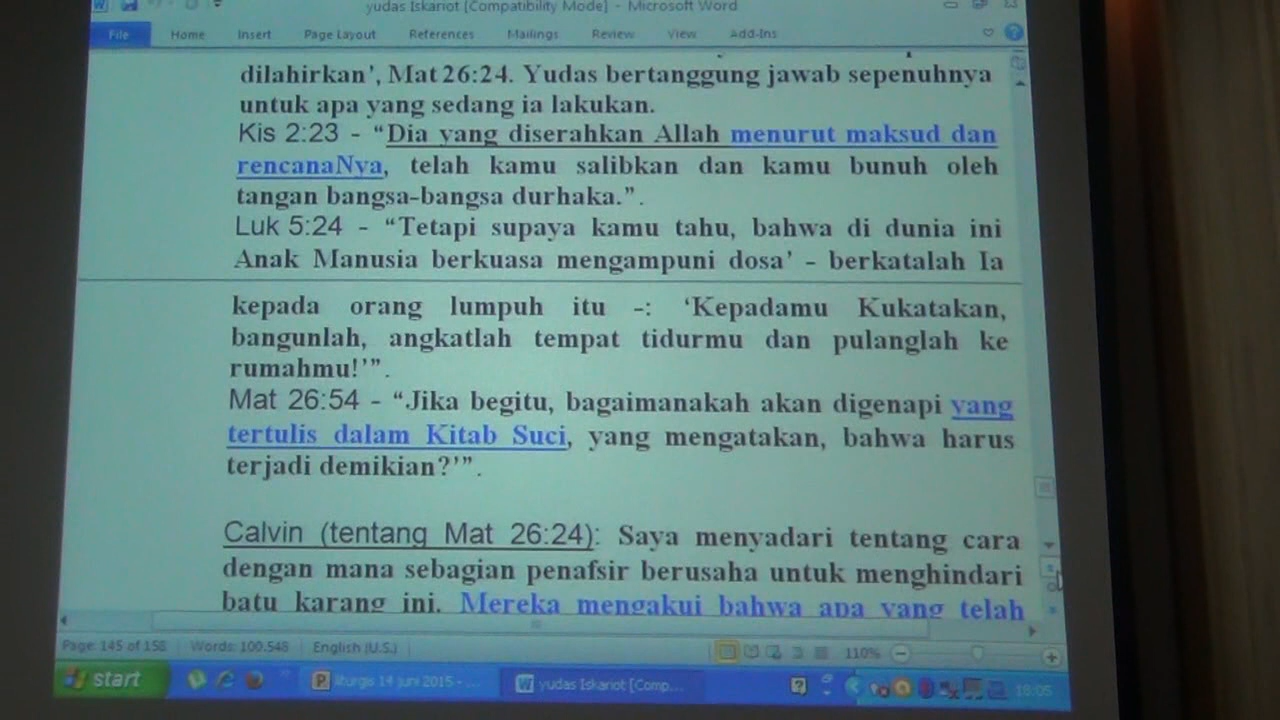 yudas Iskariot [Compatibility Mode] - Microsoft Word
File Home Insert Page Layout References Mailings Review View Add-Ins
dilahirkan’, Mat 26:24. Yudas bertanggung jawab sepenuhnya
untuk apa yang sedang ia lakukan.
Kis 2:23 - “Dia yang diserahkan Allah menurut maksud dan
rencanaNya, telah kamu salibkan dan kamu bunuh oleh
tangan bangsa-bangsa durhaka.”.
Luk 5:24 - “Tetapi supaya kamu tahu, bahwa di dunia ini
Anak Manusia berkuasa mengampuni dosa’ - berkatalah Ia
kepada orang lumpuh itu -: ‘Kepadamu Kukatakan,
bangunlah, angkatlah tempat tidurmu dan pulanglah ke
rumahmu!’”.
Mat 26:54 - “Jika begitu, bagaimanakah akan digenapi yang
tertulis dalam Kitab Suci, yang mengatakan, bahwa harus
terjadi demikian?’”.
Calvin (tentang Mat 26:24): Saya menyadari tentang cara
dengan mana sebagian penafsir berusaha untuk menghindari
batu karang ini. Mereka mengakui bahwa apa yang telah
Page: 145 of 158 Words: 100.548 English (U.S.) 110%
start liturgis 14 juni 2015 - ... yudas Iskariot [Comp... 18:05